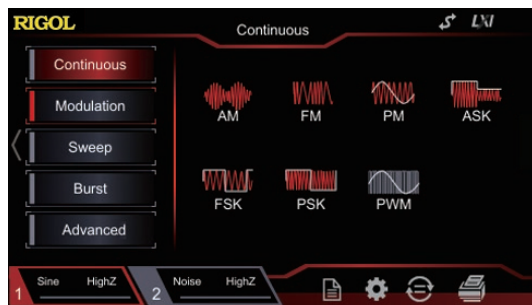 RIGOL
Continuous
LXI
Continuous
Modulation
Sweep
Burst
Advanced
AM
FM
PM
ASK
FSK
PSK
PWM
1
Sine
HighZ
2
Noise
HighZ